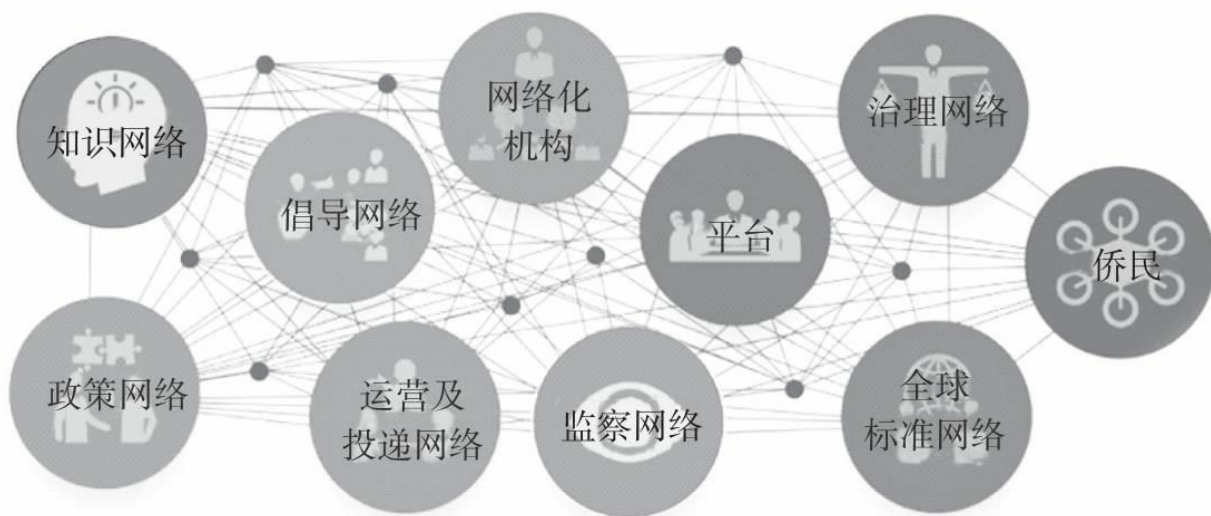 知识网络
倡导网络
网络化
机构
平台
治理网络
侨民
政策网络
运营及
投递网络
监察网络
全球
标准网络